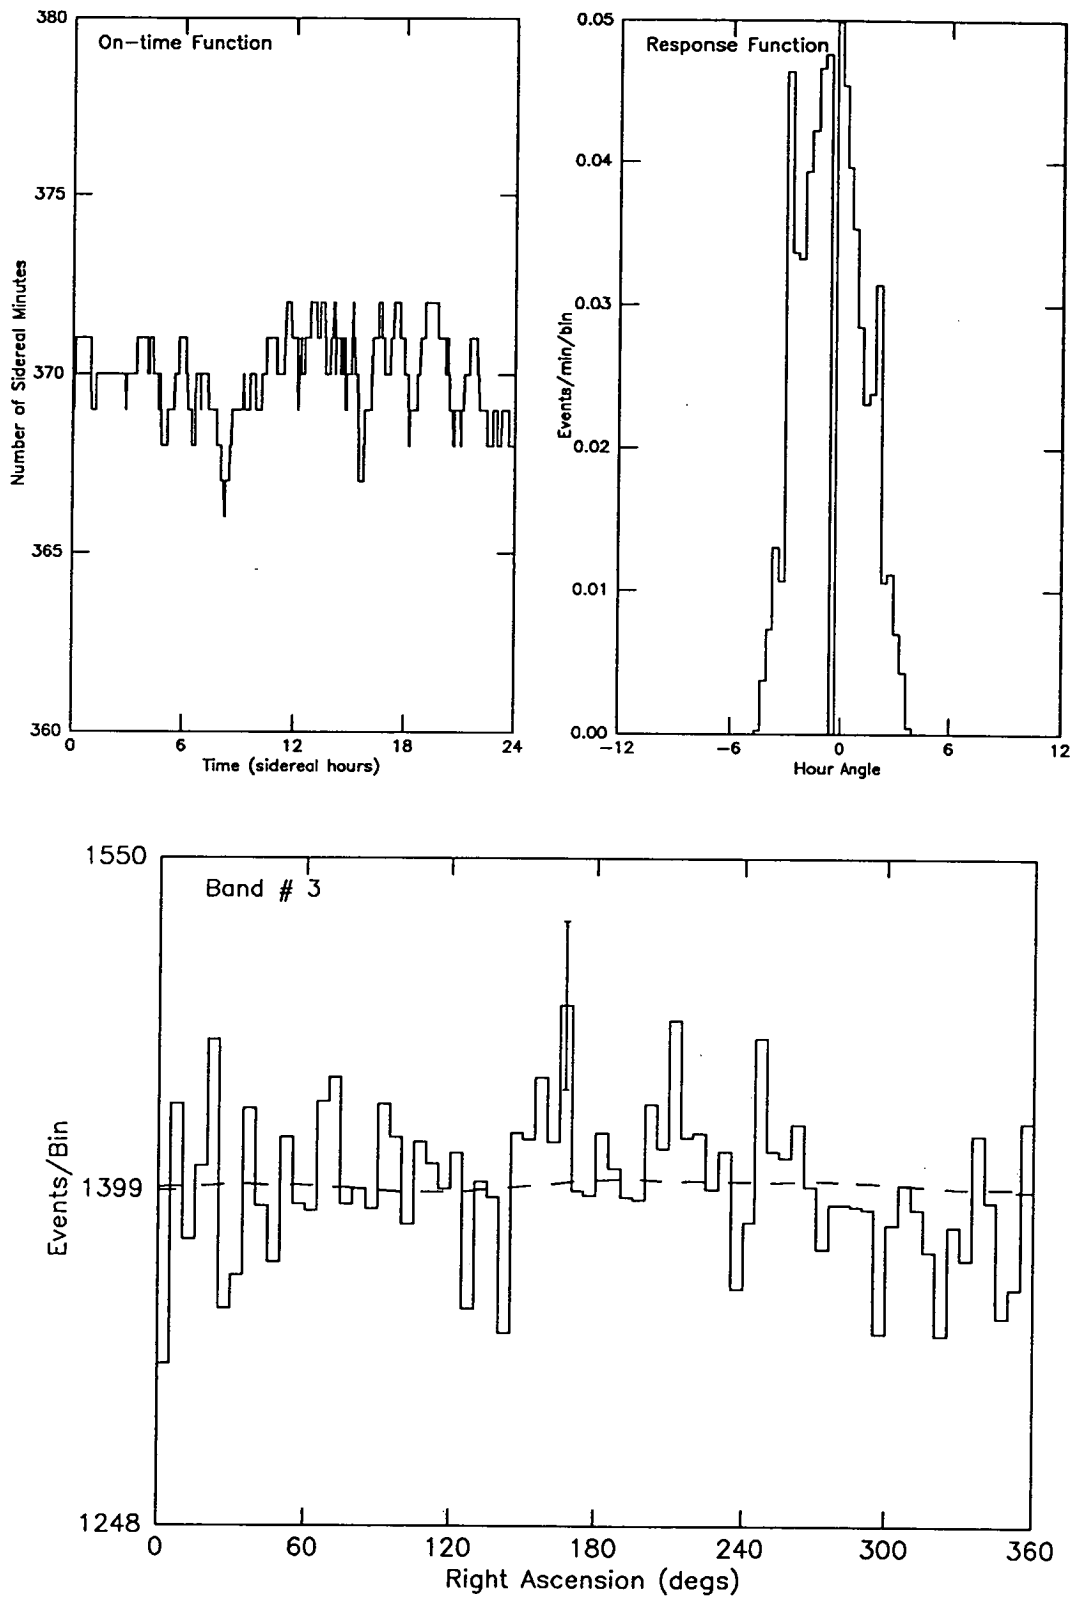 380
On-time Function
375
370
365
360
Number of Sidereal Minutes
0 6 12 18 24
Time (sidereal hours)
0.05
Response Function
0.04
0.03
0.02
0.01
0.00
Events/min/bin
-12 -6 0 6 12
Hour Angle
1550
Band # 3
1399
1248
Events/Bin
0 60 120 180 240 300 360
Right Ascension (degs)